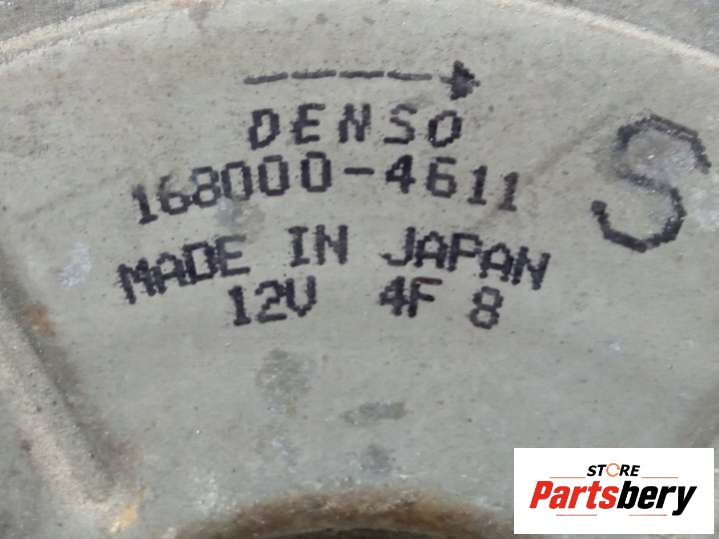 DENSO
168000-4611
S
MADE IN JAPAN
12V 4F 8
STORE
Partsbery